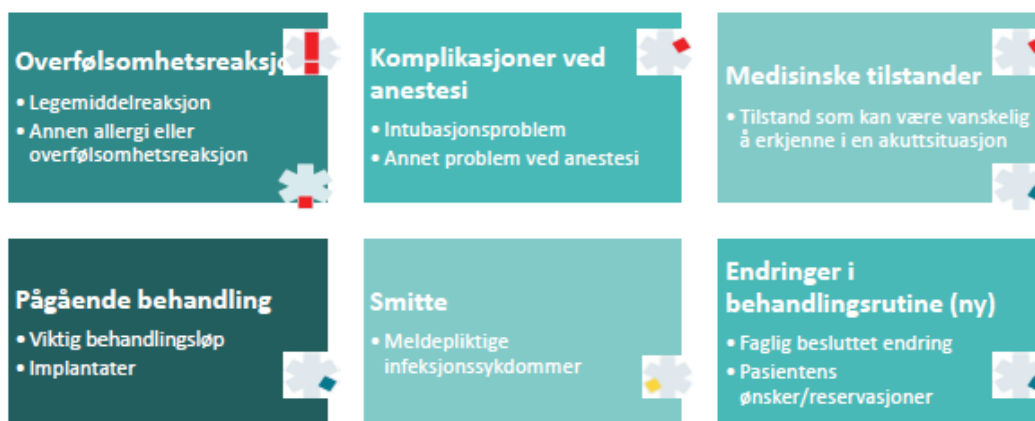 Overfølsomhetsreaksj
• Legemiddelreaksjon
• Annen allergi eller
overfølsomhetsreaksjon
Komplikasjoner ved
anestesi
• Intubasjonsproblem
• Annet problem ved anestesi
Medisinske tilstander
• Tilstand som kan være vanskelig
å erkjenne i en akuttsituasjon
Pågående behandling
• Viktig behandlingsløp
• Implantater
Smitte
• Meldepliktige
infeksjonssykdommer
Endringer i
behandlingsrutine (ny)
• Faglig besluttet endring
• Pasientens
ønsker/reservasjoner